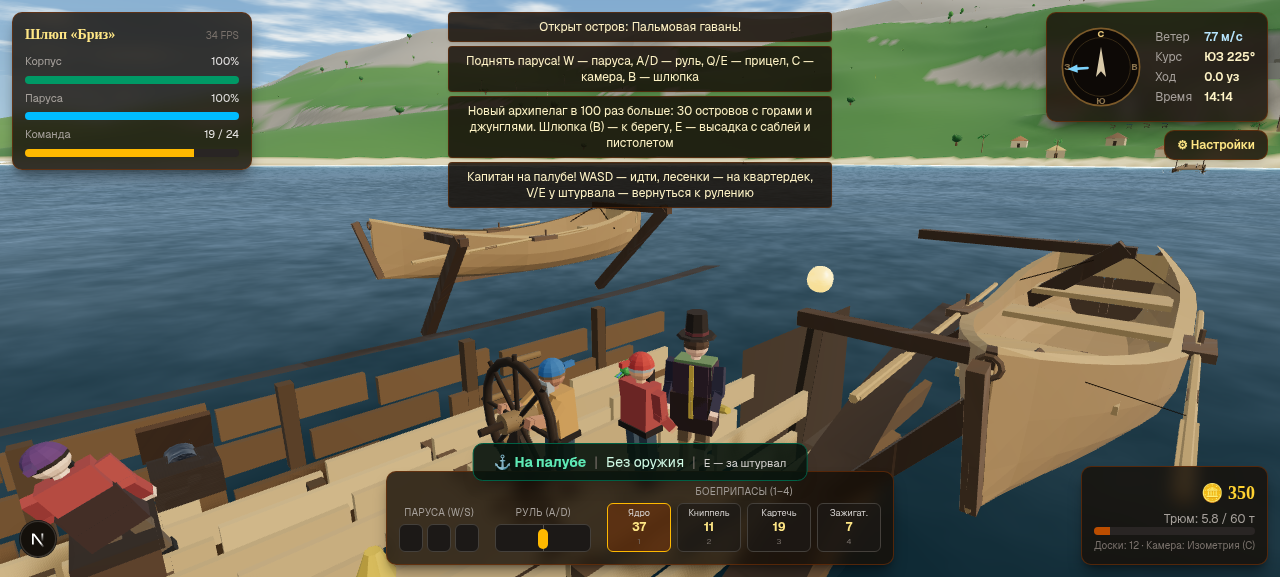 Шлюп «Бриз» 34 FPS
Корпус 100%
Паруса 100%
Команда 19 / 24
Открыт остров: Пальмовая гавань!
Поднять паруса! W — паруса, A/D — руль, Q/E — прицел, C —
камера, B — шлюпка
Новый архипелаг в 100 раз больше: 30 островов с горами и
джунглями. Шлюпка (B) — к берегу, E — высадка с саблей и
пистолетом
Капитан на палубе! WASD — идти, лесенки — на квартердек,
V/E у штурвала — вернуться к рулению
С
З В
Ю
Ветер 7.7 м/с
Курс ЮЗ 225°
Ход 0.0 уз
Время 14:14
⚙ Настройки
⚓ На палубе | Без оружия | E — за штурвал
ПАРУСА (W/S)
РУЛЬ (A/D)
БОЕПРИПАСЫ (1–4)
Ядро Книппель Картечь Зажигат.
37 11 19 7
1 2 3 4
N
350
Трюм: 5.8 / 60 т
Доски: 12 · Камера: Изометрия (C)